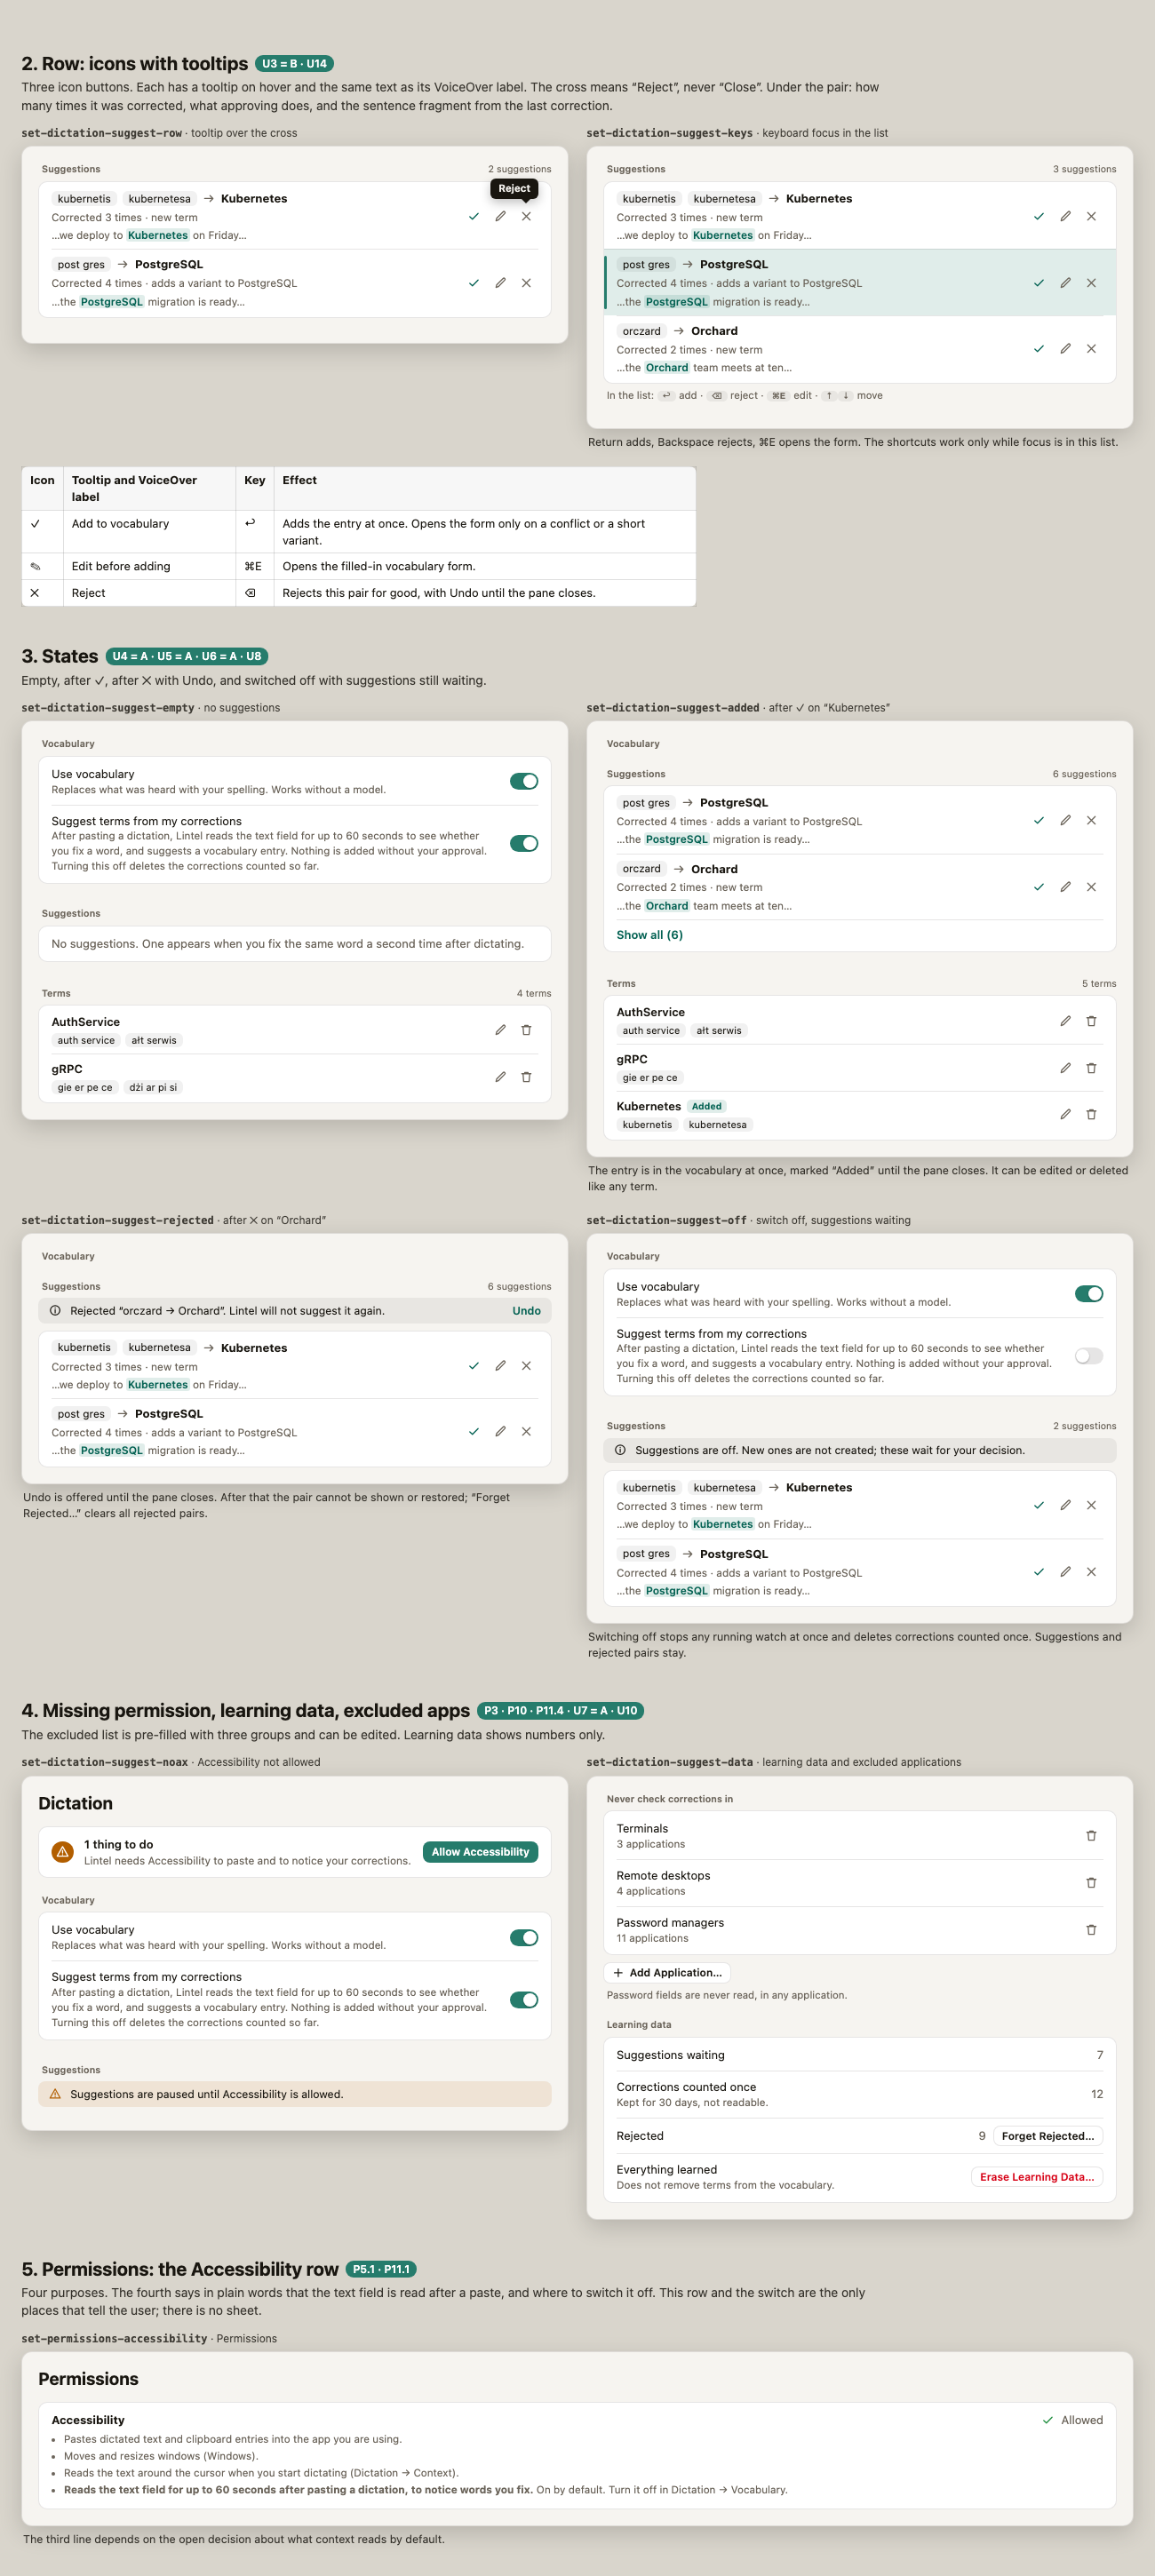 2. Row: icons with tooltips U3 = B · U14
Three icon buttons. Each has a tooltip on hover and the same text as its VoiceOver label. The cross means “Reject”, never “Close”. Under the pair: how
many times it was corrected, what approving does, and the sentence fragment from the last correction.
set-dictation-suggest-row · tooltip over the cross
Suggestions 2 suggestions
Reject
kubernetis kubernetesa → Kubernetes
Corrected 3 times · new term
…we deploy to Kubernetes on Friday…
post gres → PostgreSQL
Corrected 4 times · adds a variant to PostgreSQL
…the PostgreSQL migration is ready…
set-dictation-suggest-keys · keyboard focus in the list
Suggestions 3 suggestions
kubernetis kubernetesa → Kubernetes
Corrected 3 times · new term
…we deploy to Kubernetes on Friday…
post gres → PostgreSQL
Corrected 4 times · adds a variant to PostgreSQL
…the PostgreSQL migration is ready…
orczard → Orchard
Corrected 2 times · new term
…the Orchard team meets at ten…
In the list: ↩ add · ⌫ reject · ⌘E edit · ↑ ↓ move
Return adds, Backspace rejects, ⌘E opens the form. The shortcuts work only while focus is in this list.
Icon Tooltip and VoiceOver label Key Effect
✓ Add to vocabulary ↩ Adds the entry at once. Opens the form only on a conflict or a short variant.
✎ Edit before adding ⌘E Opens the filled-in vocabulary form.
✕ Reject ⌫ Rejects this pair for good, with Undo until the pane closes.
3. States U4 = A · U5 = A · U6 = A · U8
Empty, after ✓, after ✕ with Undo, and switched off with suggestions still waiting.
set-dictation-suggest-empty · no suggestions
Vocabulary
Use vocabulary
Replaces what was heard with your spelling. Works without a model.
Suggest terms from my corrections
After pasting a dictation, Lintel reads the text field for up to 60 seconds to see whether
you fix a word, and suggests a vocabulary entry. Nothing is added without your approval.
Turning this off deletes the corrections counted so far.
Suggestions
No suggestions. One appears when you fix the same word a second time after dictating.
Terms 4 terms
AuthService
auth service ałt serwis
gRPC
gie er pe ce dżi ar pi si
set-dictation-suggest-added · after ✓ on “Kubernetes”
Vocabulary
Suggestions 6 suggestions
post gres → PostgreSQL
Corrected 4 times · adds a variant to PostgreSQL
…the PostgreSQL migration is ready…
orczard → Orchard
Corrected 2 times · new term
…the Orchard team meets at ten…
Show all (6)
Terms 5 terms
AuthService
auth service ałt serwis
gRPC
gie er pe ce
Kubernetes Added
kubernetis kubernetesa
The entry is in the vocabulary at once, marked “Added” until the pane closes. It can be edited or deleted
like any term.
set-dictation-suggest-rejected · after ✕ on “Orchard”
Vocabulary
Suggestions 6 suggestions
Rejected “orczard → Orchard”. Lintel will not suggest it again. Undo
kubernetis kubernetesa → Kubernetes
Corrected 3 times · new term
…we deploy to Kubernetes on Friday…
post gres → PostgreSQL
Corrected 4 times · adds a variant to PostgreSQL
…the PostgreSQL migration is ready…
Undo is offered until the pane closes. After that the pair cannot be shown or restored; “Forget
Rejected…” clears all rejected pairs.
set-dictation-suggest-off · switch off, suggestions waiting
Vocabulary
Use vocabulary
Replaces what was heard with your spelling. Works without a model.
Suggest terms from my corrections
After pasting a dictation, Lintel reads the text field for up to 60 seconds to see whether
you fix a word, and suggests a vocabulary entry. Nothing is added without your approval.
Turning this off deletes the corrections counted so far.
Suggestions 2 suggestions
Suggestions are off. New ones are not created; these wait for your decision.
kubernetis kubernetesa → Kubernetes
Corrected 3 times · new term
…we deploy to Kubernetes on Friday…
post gres → PostgreSQL
Corrected 4 times · adds a variant to PostgreSQL
…the PostgreSQL migration is ready…
Switching off stops any running watch at once and deletes corrections counted once. Suggestions and
rejected pairs stay.
4. Missing permission, learning data, excluded apps P3 · P10 · P11.4 · U7 = A · U10
The excluded list is pre-filled with three groups and can be edited. Learning data shows numbers only.
set-dictation-suggest-noax · Accessibility not allowed
Dictation
1 thing to do
Lintel needs Accessibility to paste and to notice your corrections.
Allow Accessibility
Vocabulary
Use vocabulary
Replaces what was heard with your spelling. Works without a model.
Suggest terms from my corrections
After pasting a dictation, Lintel reads the text field for up to 60 seconds to see whether
you fix a word, and suggests a vocabulary entry. Nothing is added without your approval.
Turning this off deletes the corrections counted so far.
Suggestions
Suggestions are paused until Accessibility is allowed.
set-dictation-suggest-data · learning data and excluded applications
Never check corrections in
Terminals
3 applications
Remote desktops
4 applications
Password managers
11 applications
+ Add Application…
Password fields are never read, in any application.
Learning data
Suggestions waiting 7
Corrections counted once 12
Kept for 30 days, not readable.
Rejected 9 Forget Rejected…
Everything learned Erase Learning Data…
Does not remove terms from the vocabulary.
5. Permissions: the Accessibility row P5.1 · P11.1
Four purposes. The fourth says in plain words that the text field is read after a paste, and where to switch it off. This row and the switch are the only
places that tell the user; there is no sheet.
set-permissions-accessibility · Permissions
Permissions
Accessibility ✓ Allowed
• Pastes dictated text and clipboard entries into the app you are using.
• Moves and resizes windows (Windows).
• Reads the text around the cursor when you start dictating (Dictation → Context).
• Reads the text field for up to 60 seconds after pasting a dictation, to notice words you fix. On by default. Turn it off in Dictation → Vocabulary.
The third line depends on the open decision about what context reads by default.